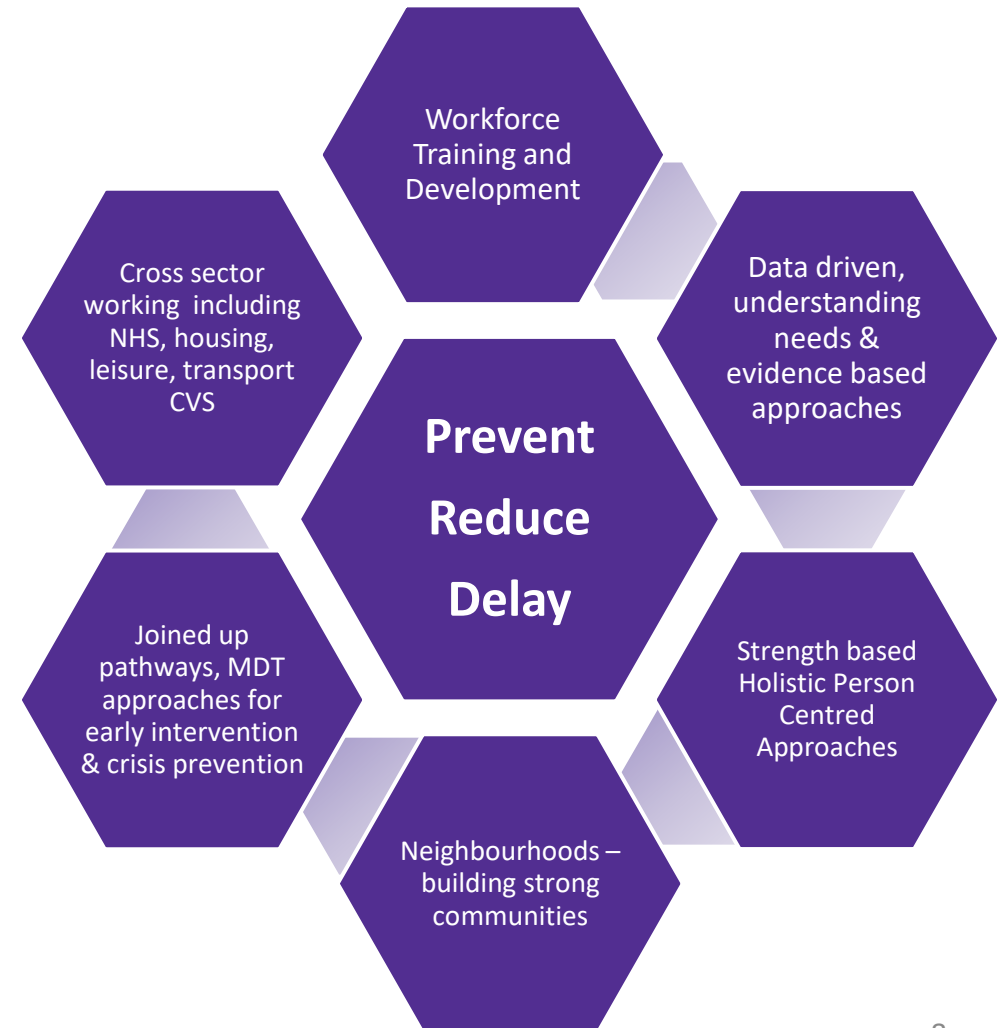 Workforce
Training and
Development
Data driven,
understanding
needs &
evidence based
approaches
Strength based
Holistic Person
Centred
Approaches
Neighbourhoods –
building strong
communities
Joined up
pathways, MDT
approaches for
early intervention
& crisis prevention
Cross sector
working  including
NHS, housing,
leisure, transport
CVS
Prevent
Reduce
Delay